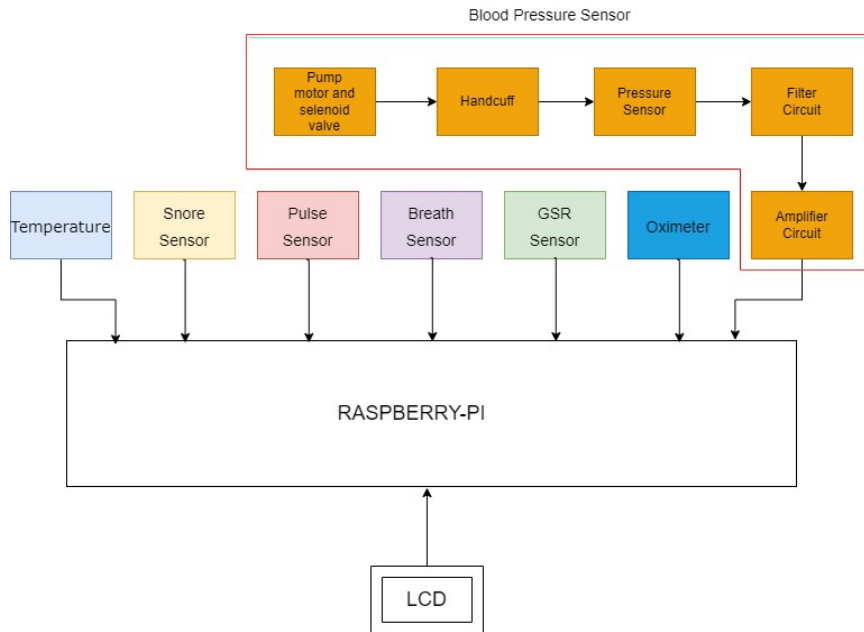 Blood Pressure Sensor
Pump
motor and
selenoid
valve
Handcuff
Pressure
Sensor
Filter
Circuit
Temperature
Snore
Sensor
Pulse
Sensor
Breath
Sensor
GSR
Sensor
Oximeter
Amplifier
Circuit
RASPBERRY-PI
LCD